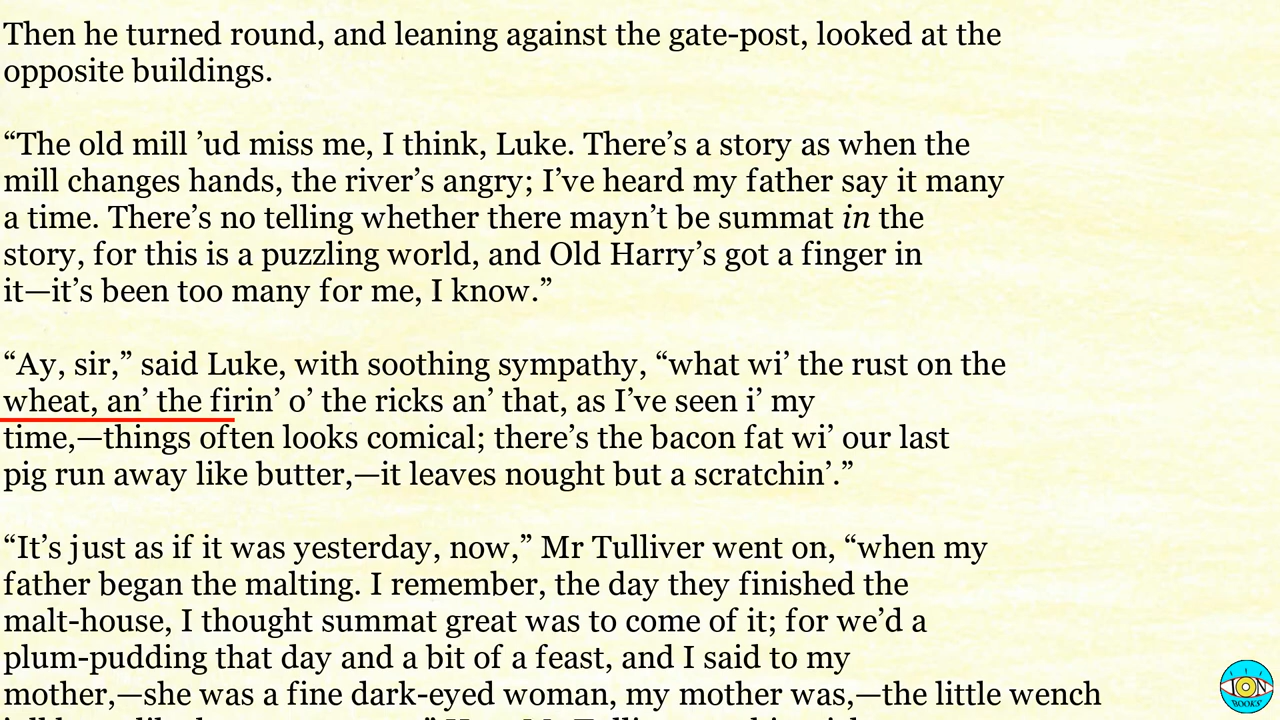 Then he turned round, and leaning against the gate-post, looked at the
opposite buildings.
“The old mill ’ud miss me, I think, Luke. There’s a story as when the
mill changes hands, the river’s angry; I’ve heard my father say it many
a time. There’s no telling whether there mayn’t be summat in the
story, for this is a puzzling world, and Old Harry’s got a finger in
it—it’s been too many for me, I know.”
“Ay, sir,” said Luke, with soothing sympathy, “what wi’ the rust on the
wheat, an’ the firin’ o’ the ricks an’ that, as I’ve seen i’ my
time,—things often looks comical; there’s the bacon fat wi’ our last
pig run away like butter,—it leaves nought but a scratchin’.”
“It’s just as if it was yesterday, now,” Mr Tulliver went on, “when my
father began the malting. I remember, the day they finished the
malt-house, I thought summat great was to come of it; for we’d a
plum-pudding that day and a bit of a feast, and I said to my
mother,—she was a fine dark-eyed woman, my mother was,—the little wench
ION
BOOKS